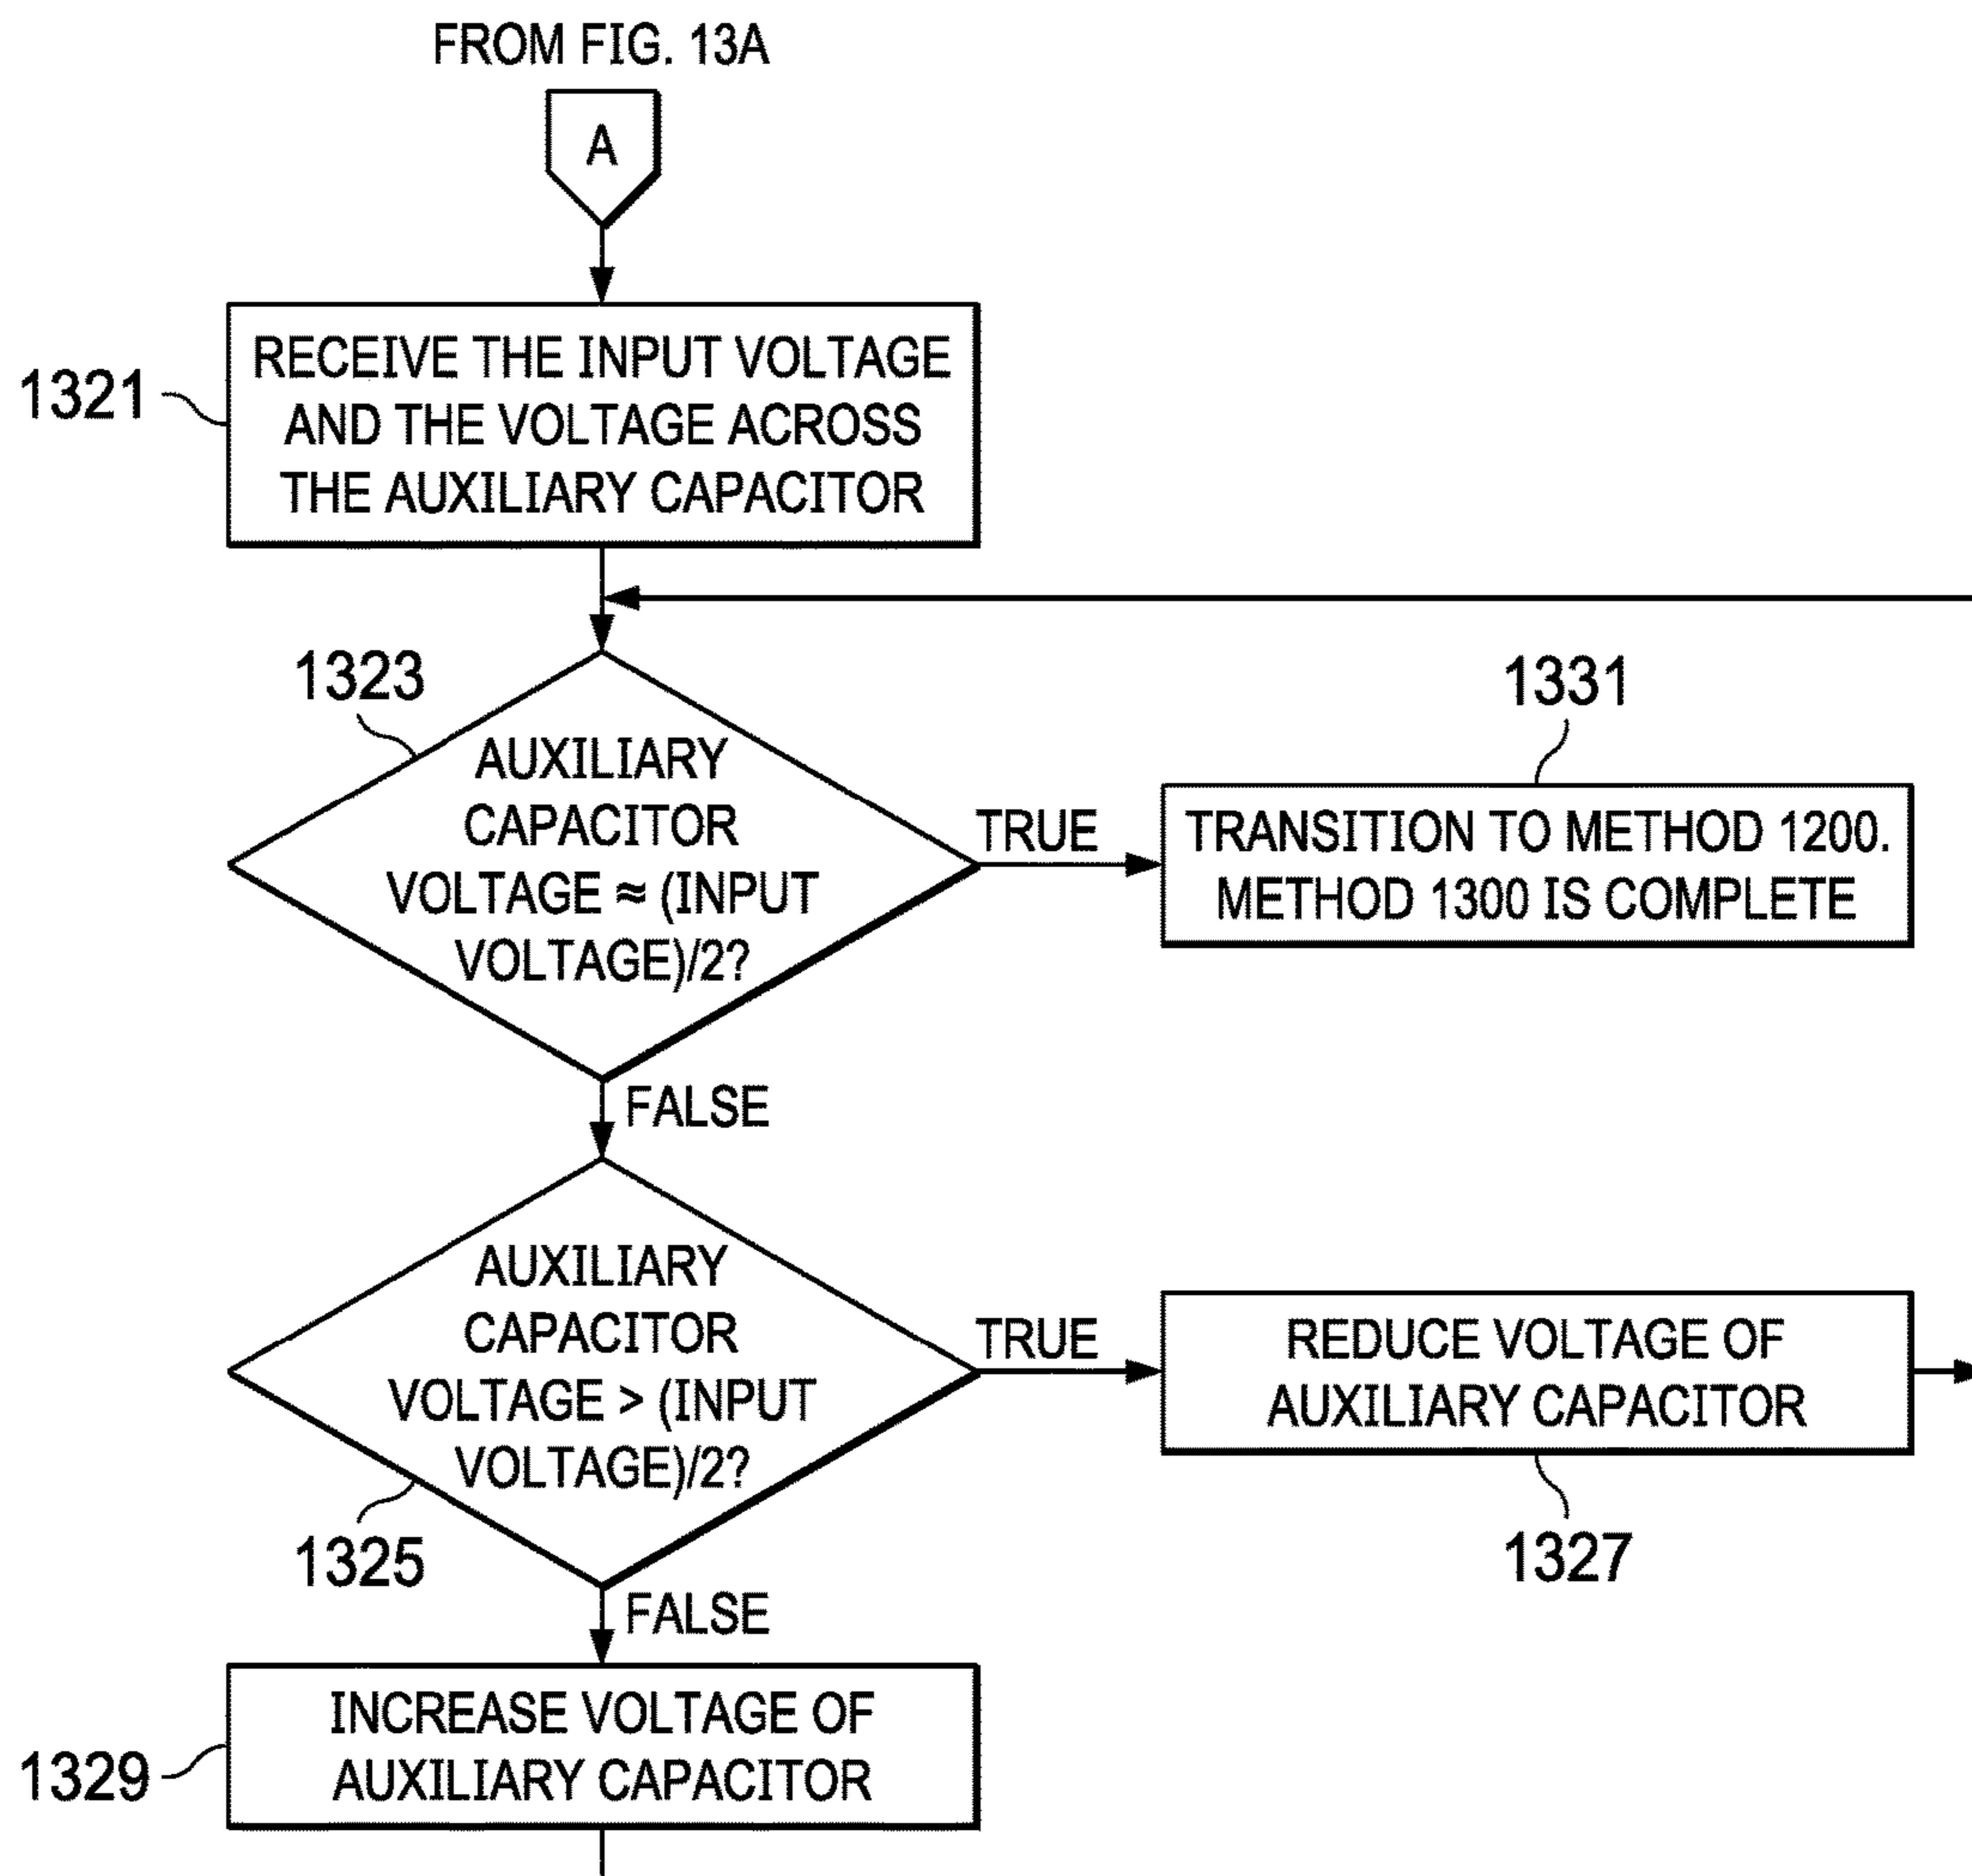 FROM FIG. 13A
A
1321
RECEIVE THE INPUT VOLTAGE
AND THE VOLTAGE ACROSS
THE AUXILIARY CAPACITOR
1323
AUXILIARY
CAPACITOR
VOLTAGE ≈ (INPUT
VOLTAGE)/2?
TRUE
1331
TRANSITION TO METHOD 1200.
METHOD 1300 IS COMPLETE
FALSE
AUXILIARY
CAPACITOR
VOLTAGE > (INPUT
VOLTAGE)/2?
1325
TRUE
REDUCE VOLTAGE OF
AUXILIARY CAPACITOR
1327
FALSE
1329
INCREASE VOLTAGE OF
AUXILIARY CAPACITOR